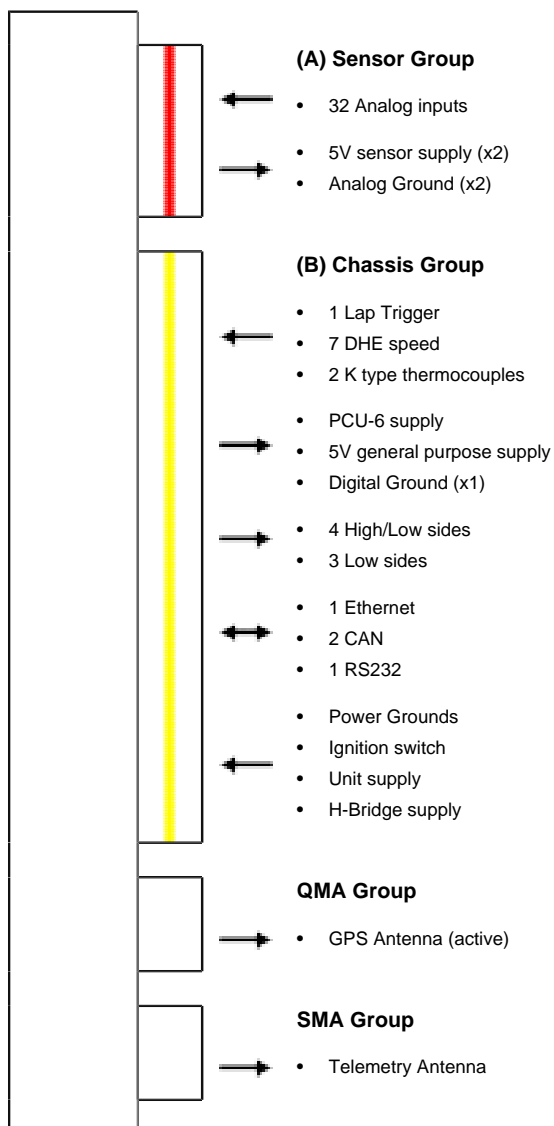 (A) Sensor Group
• 32 Analog inputs
• 5V sensor supply (x2)
• Analog Ground (x2)
(B) Chassis Group
• 1 Lap Trigger
• 7 DHE speed
• 2 K type thermocouples
• PCU-6 supply
• 5V general purpose supply
• Digital Ground (x1)
• 4 High/Low sides
• 3 Low sides
• 1 Ethernet
• 2 CAN
• 1 RS232
• Power Grounds
• Ignition switch
• Unit supply
• H-Bridge supply
QMA Group
• GPS Antenna (active)
SMA Group
• Telemetry Antenna